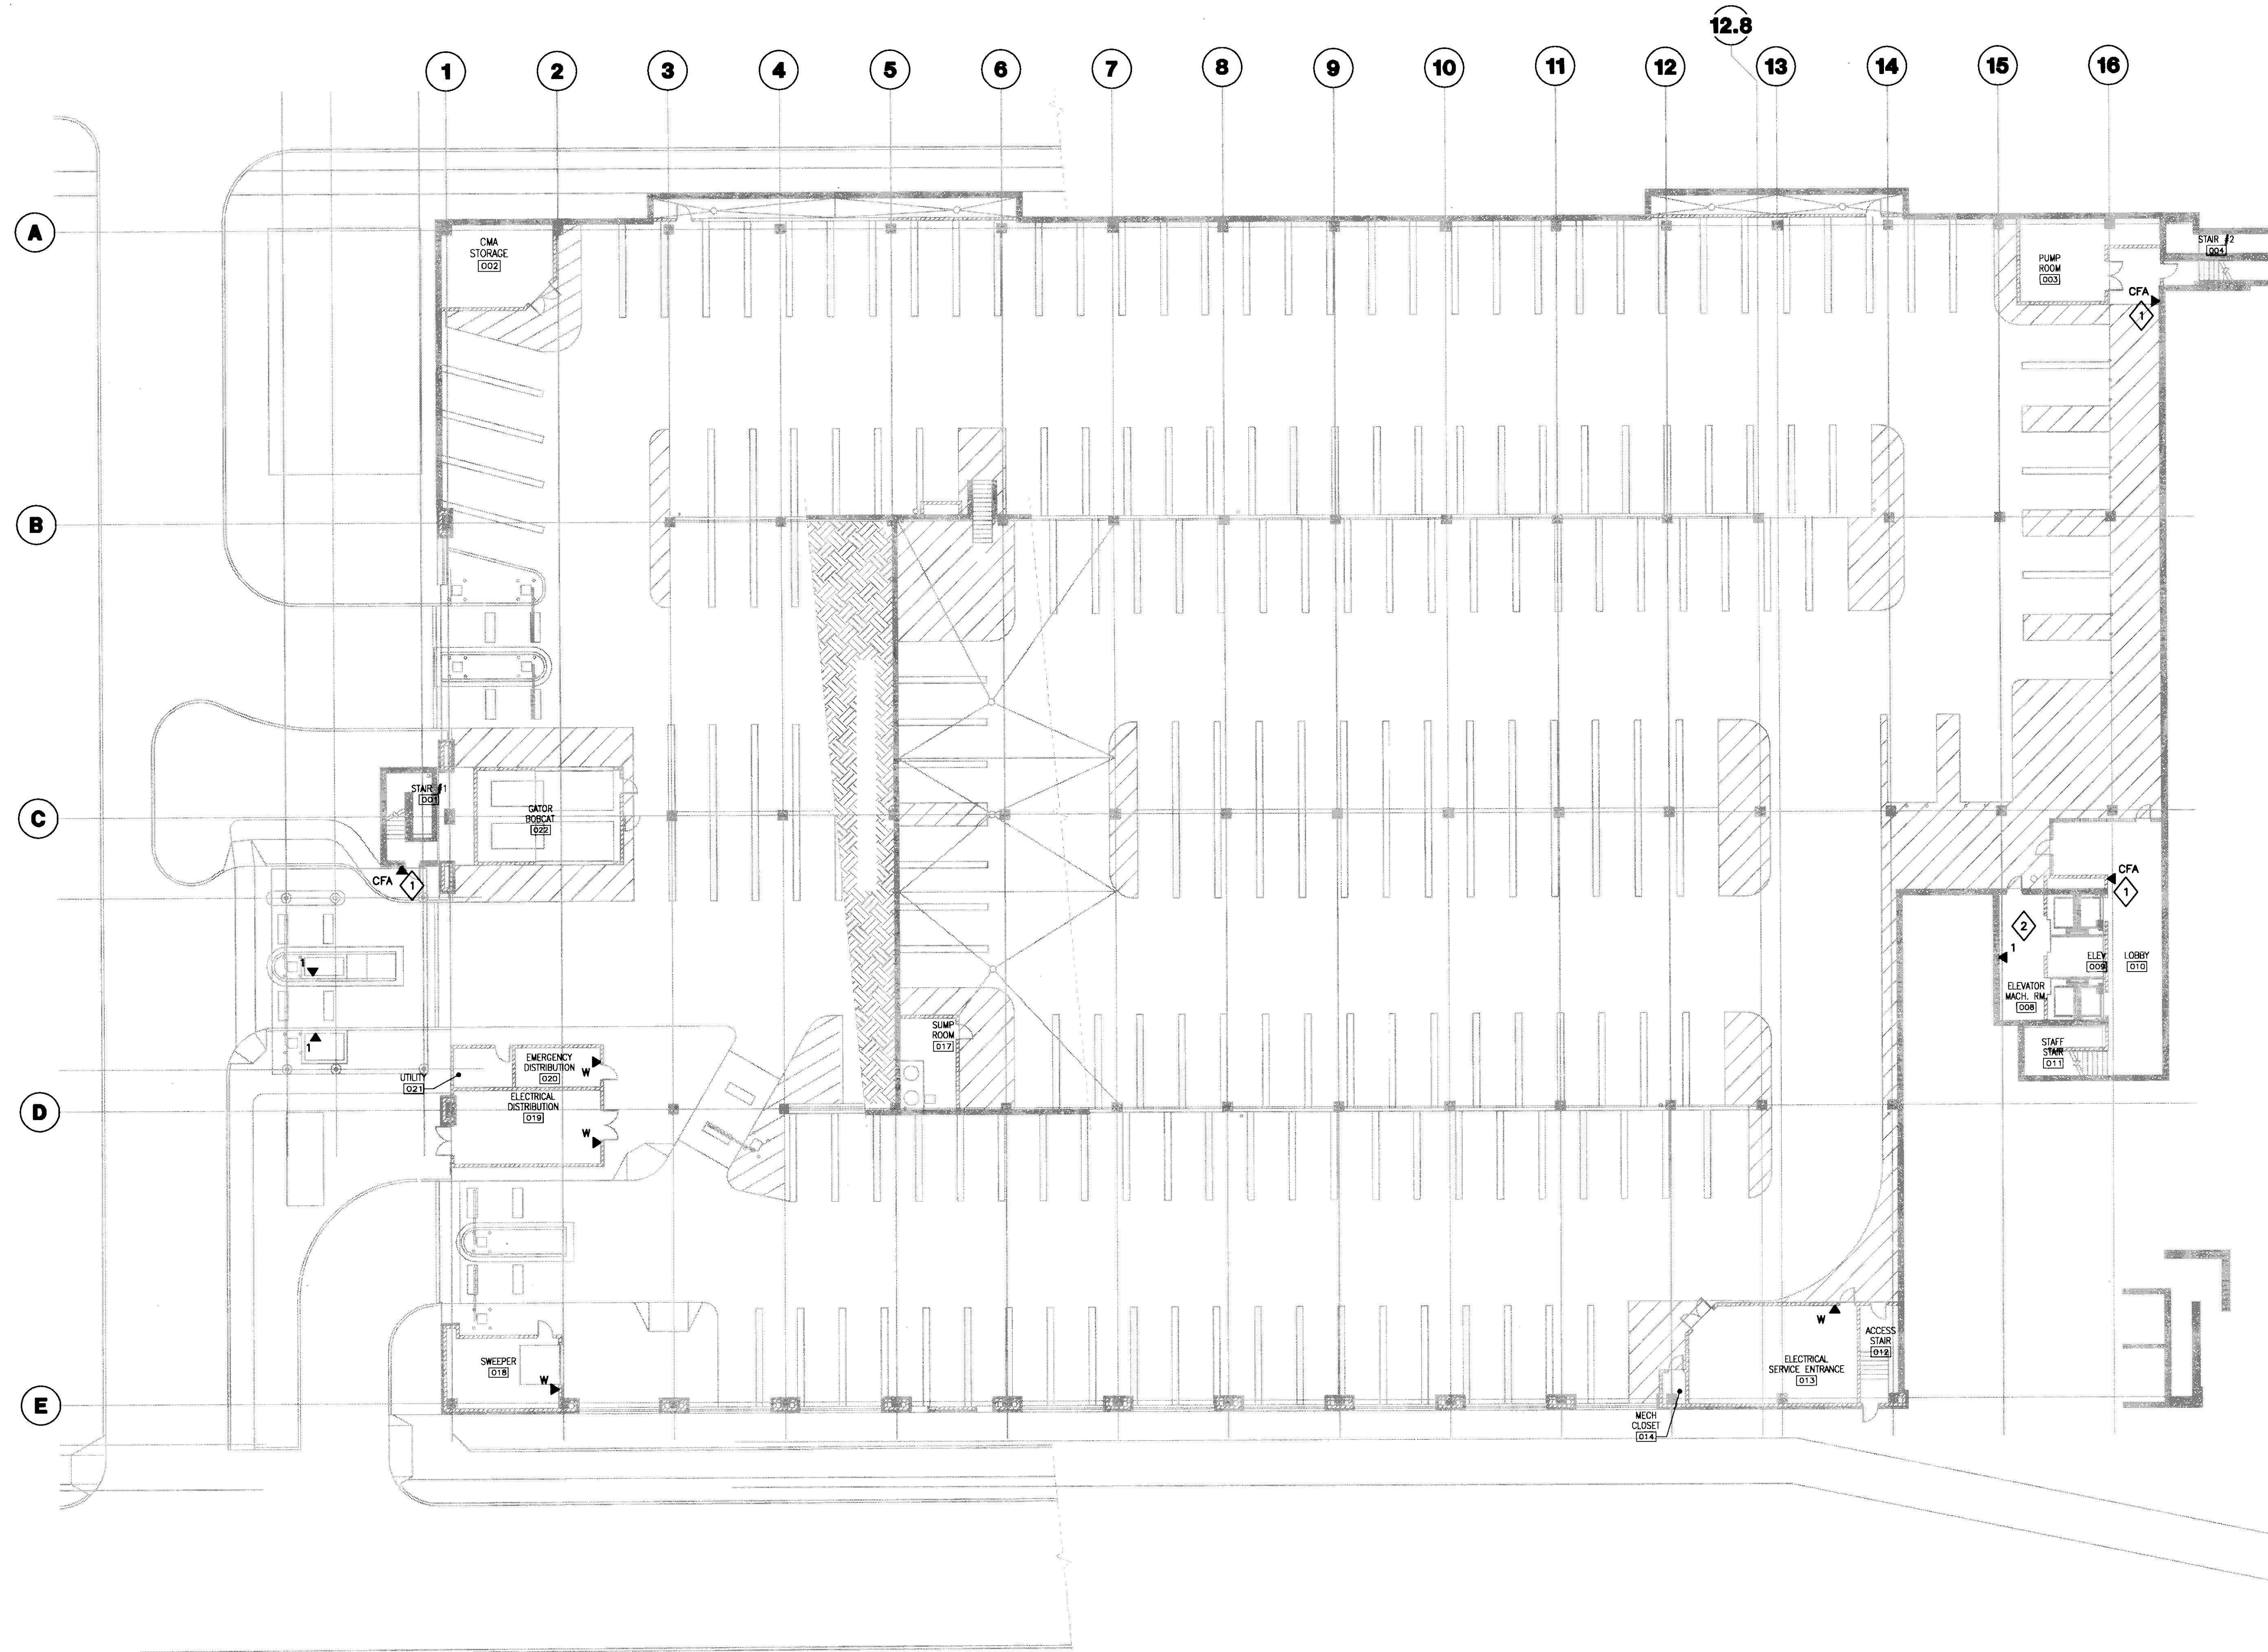 12.8
1 2 3 4 5 6 7 8 9 10 11 12 13 14 15 16
A
CMA
STORAGE
002
STAIR #2
004
PUMP
ROOM
003
CFA
1
B
STAIR #1
001
GATOR
BOBCAT
022
C
CFA
1
CFA
1
2
1
1
ELEV
009
LOBBY
010
ELEVATOR
MACH. RM.
008
SUMP
ROOM
017
STAFF
STAIR
011
1
EMERGENCY
DISTRIBUTION
020
W
UTILITY
021
ELECTRICAL
DISTRIBUTION
019
W
D
W
ACCESS
STAIR
012
SWEEPER
018
W
ELECTRICAL
SERVICE ENTRANCE
013
E
MECH
CLOSET
014